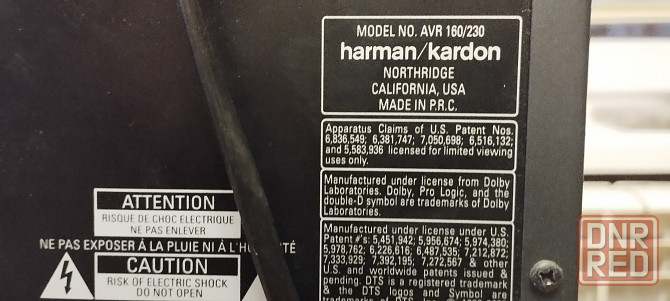 MODEL NO. AVR 160/230
harman/kardon
NORTHRIDGE
CALIFORNIA, USA
MADE IN P.R.C.
Apparatus Claims of U.S. Patent Nos.
6,836,549; 6,381,747; 7,050,698; 6,516,132;
and 5,583,936 licensed for limited viewing
uses only.
Manufactured under license from Dolby
Laboratories. Dolby, Pro Logic, and the
double-D symbol are trademarks of Dolby
Laboratories.
Manufactured under license under U.S.
Patent #'s: 5,451,942; 5,956,674; 5,974,380;
5,978,762; 6,226,616; 6,487,535; 7,212,872;
7,333,929; 7,392,195; 7,272,567 & other
U.S. and worldwide patents issued &
pending. DTS is a registered trademark
& the DTS logos and Symbol are
trademarks of DTS
ATTENTION
RISQUE DE CHOC ELECTRIQUE
NE PAS ENLEVER
NE PAS EXPOSER À LA PLUIE NI À L'HU ITÉ
CAUTION
RISK OF ELECTRIC SHOCK
DO NOT OPEN
DNR
RED